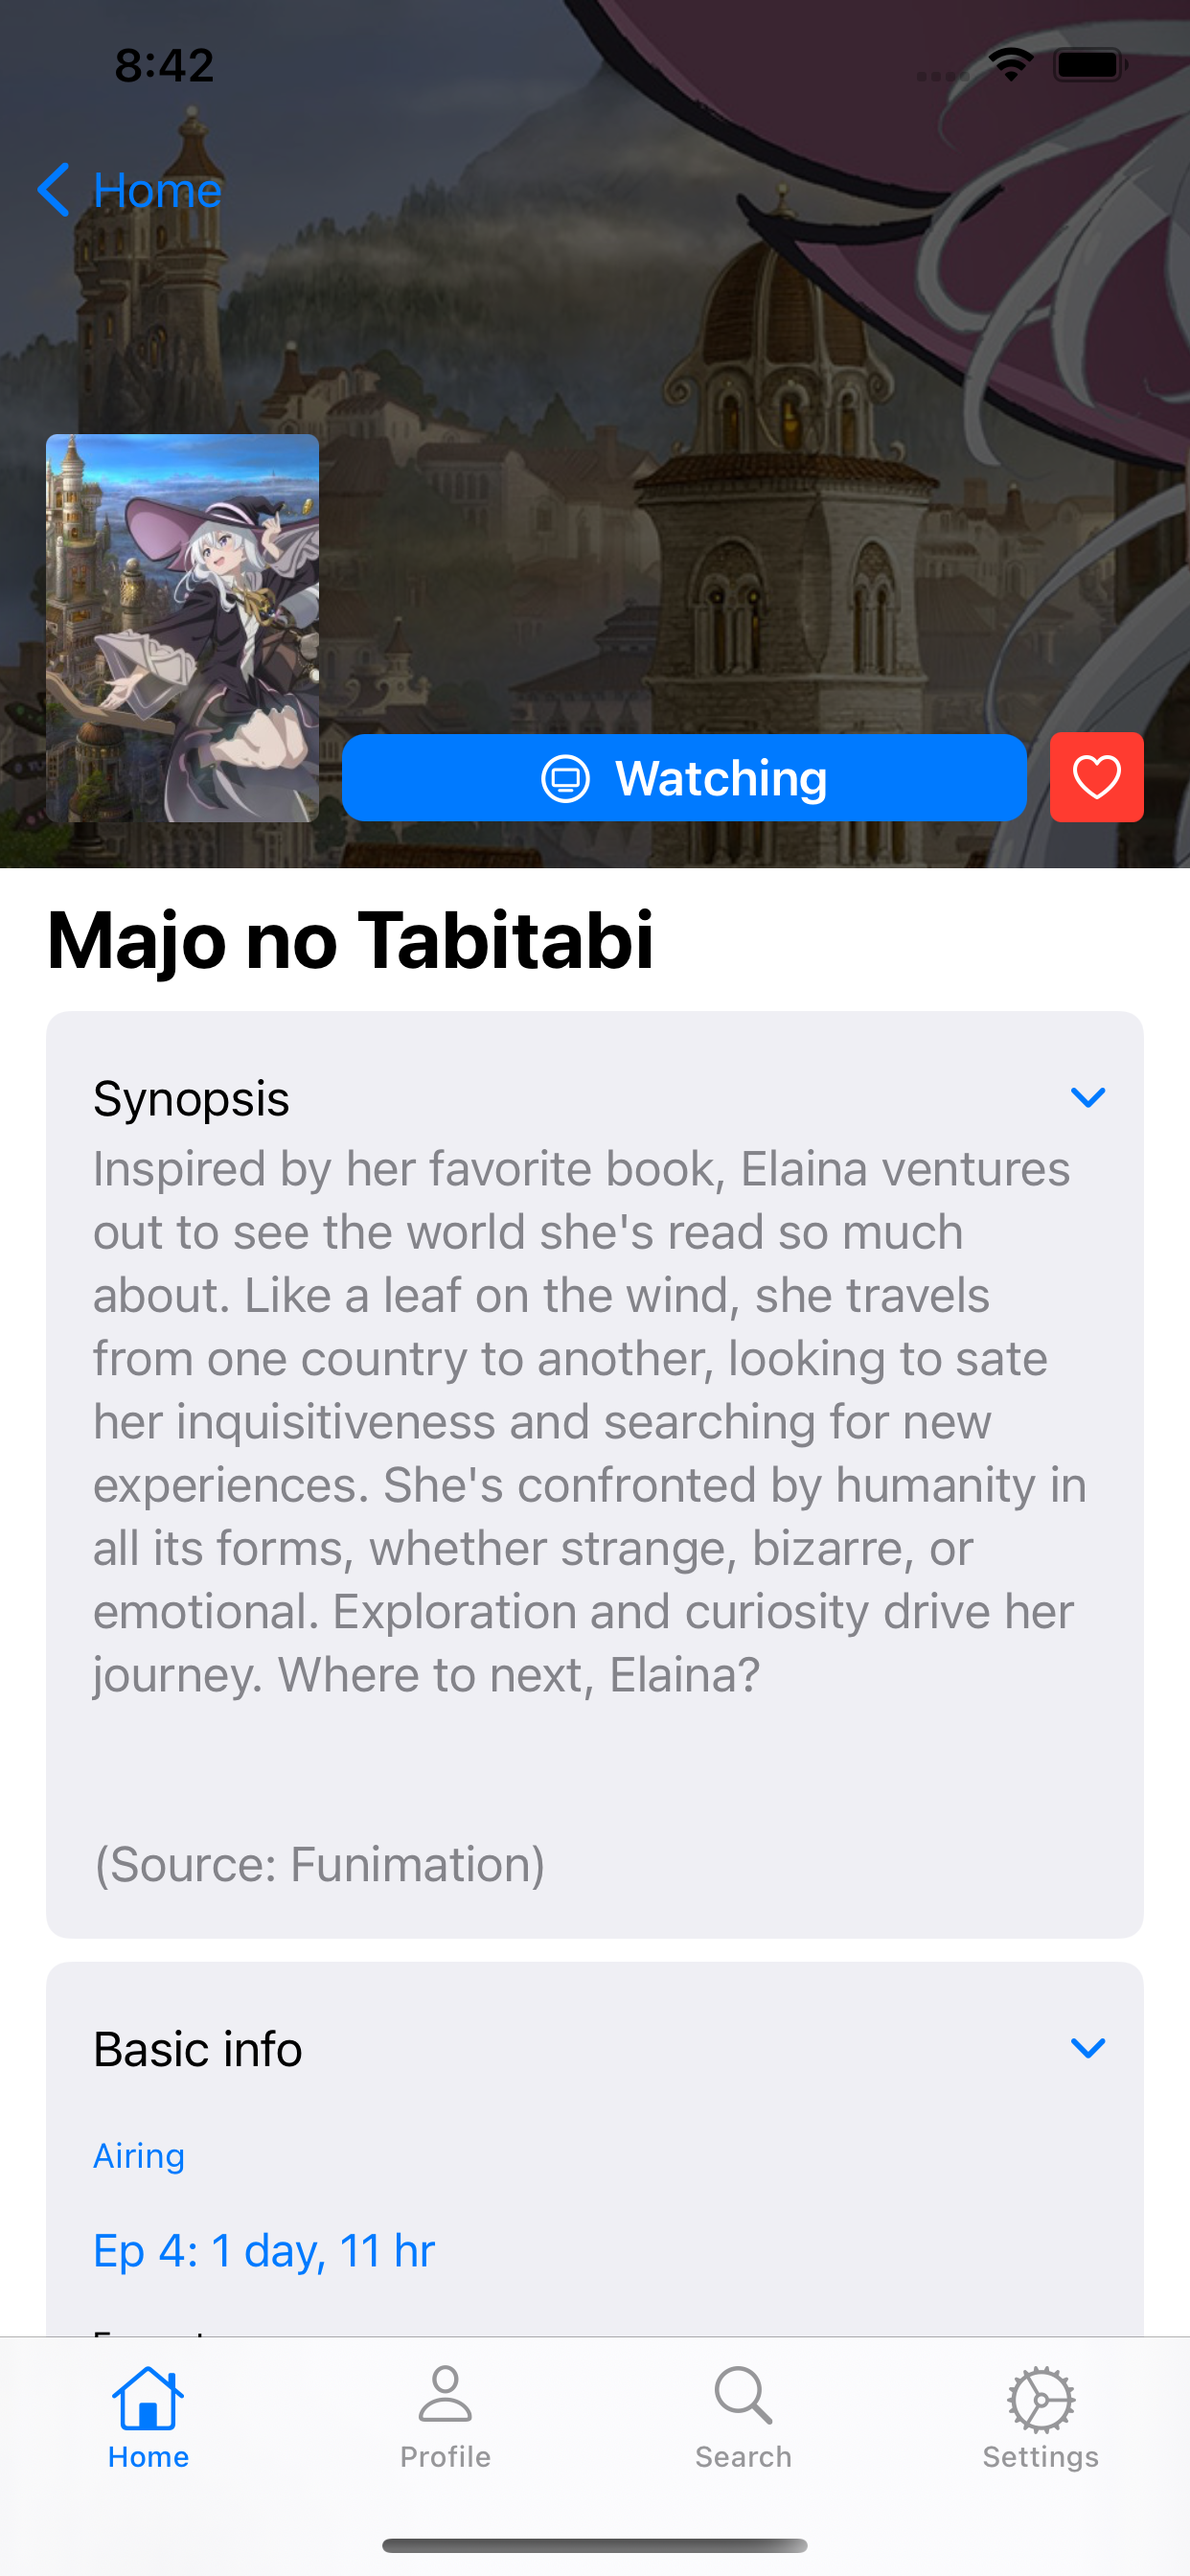 8:42
Home
Watching
Majo no Tabitabi
Synopsis
Inspired by her favorite book, Elaina ventures
out to see the world she's read so much
about. Like a leaf on the wind, she travels
from one country to another, looking to sate
her inquisitiveness and searching for new
experiences. She's confronted by humanity in
all its forms, whether strange, bizarre, or
emotional. Exploration and curiosity drive her
journey. Where to next, Elaina?
(Source: Funimation)
Basic info
Airing
Ep 4: 1 day, 11 hr
Home
Profile
Search
Settings